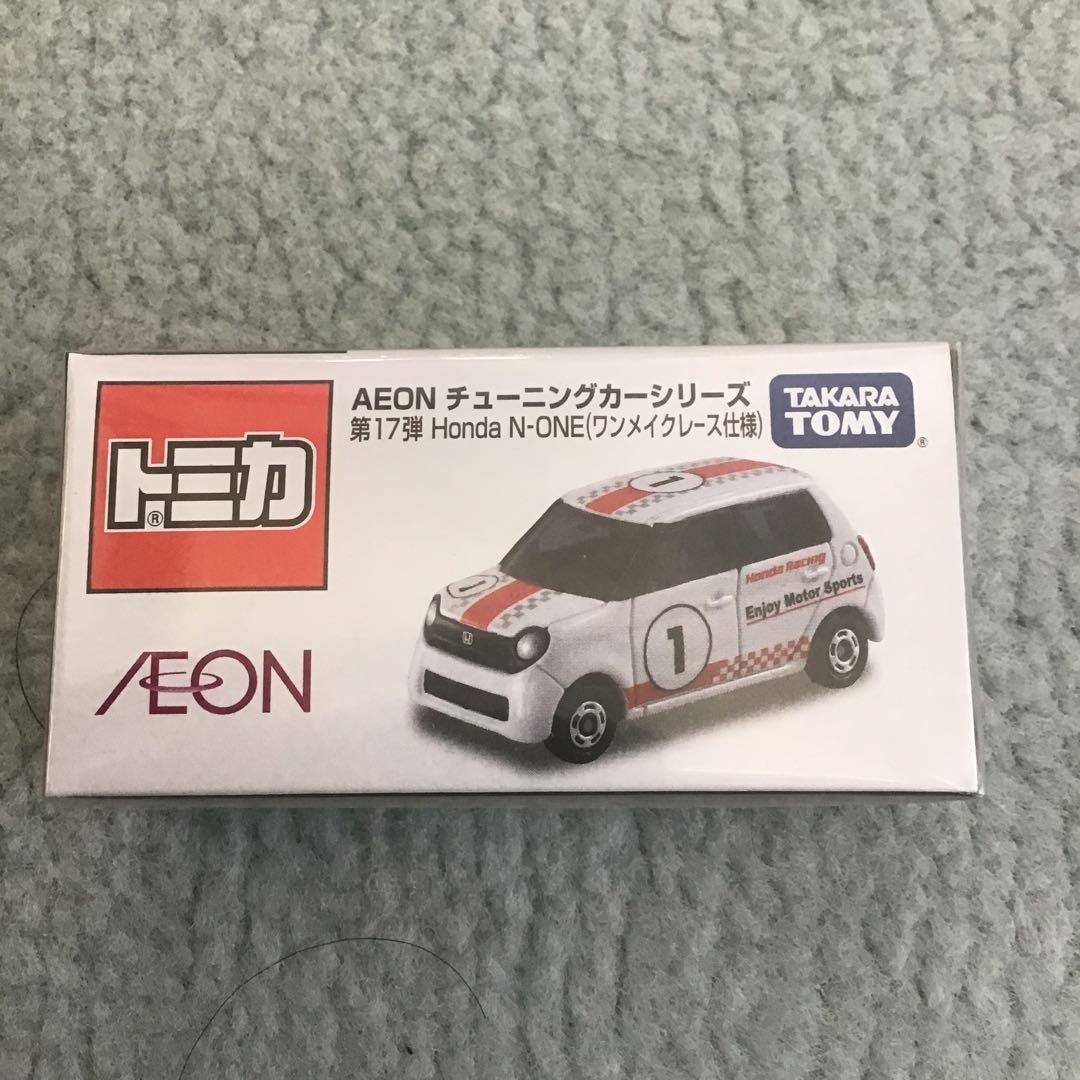 トミカ®
AEON チューニングカーシリーズ
第17弾 Honda N-ONE(ワンメイクレース仕様)
TAKARA
TOMY®
AEON
1
1
1
Honda Racing
Enjoy Motor Sports